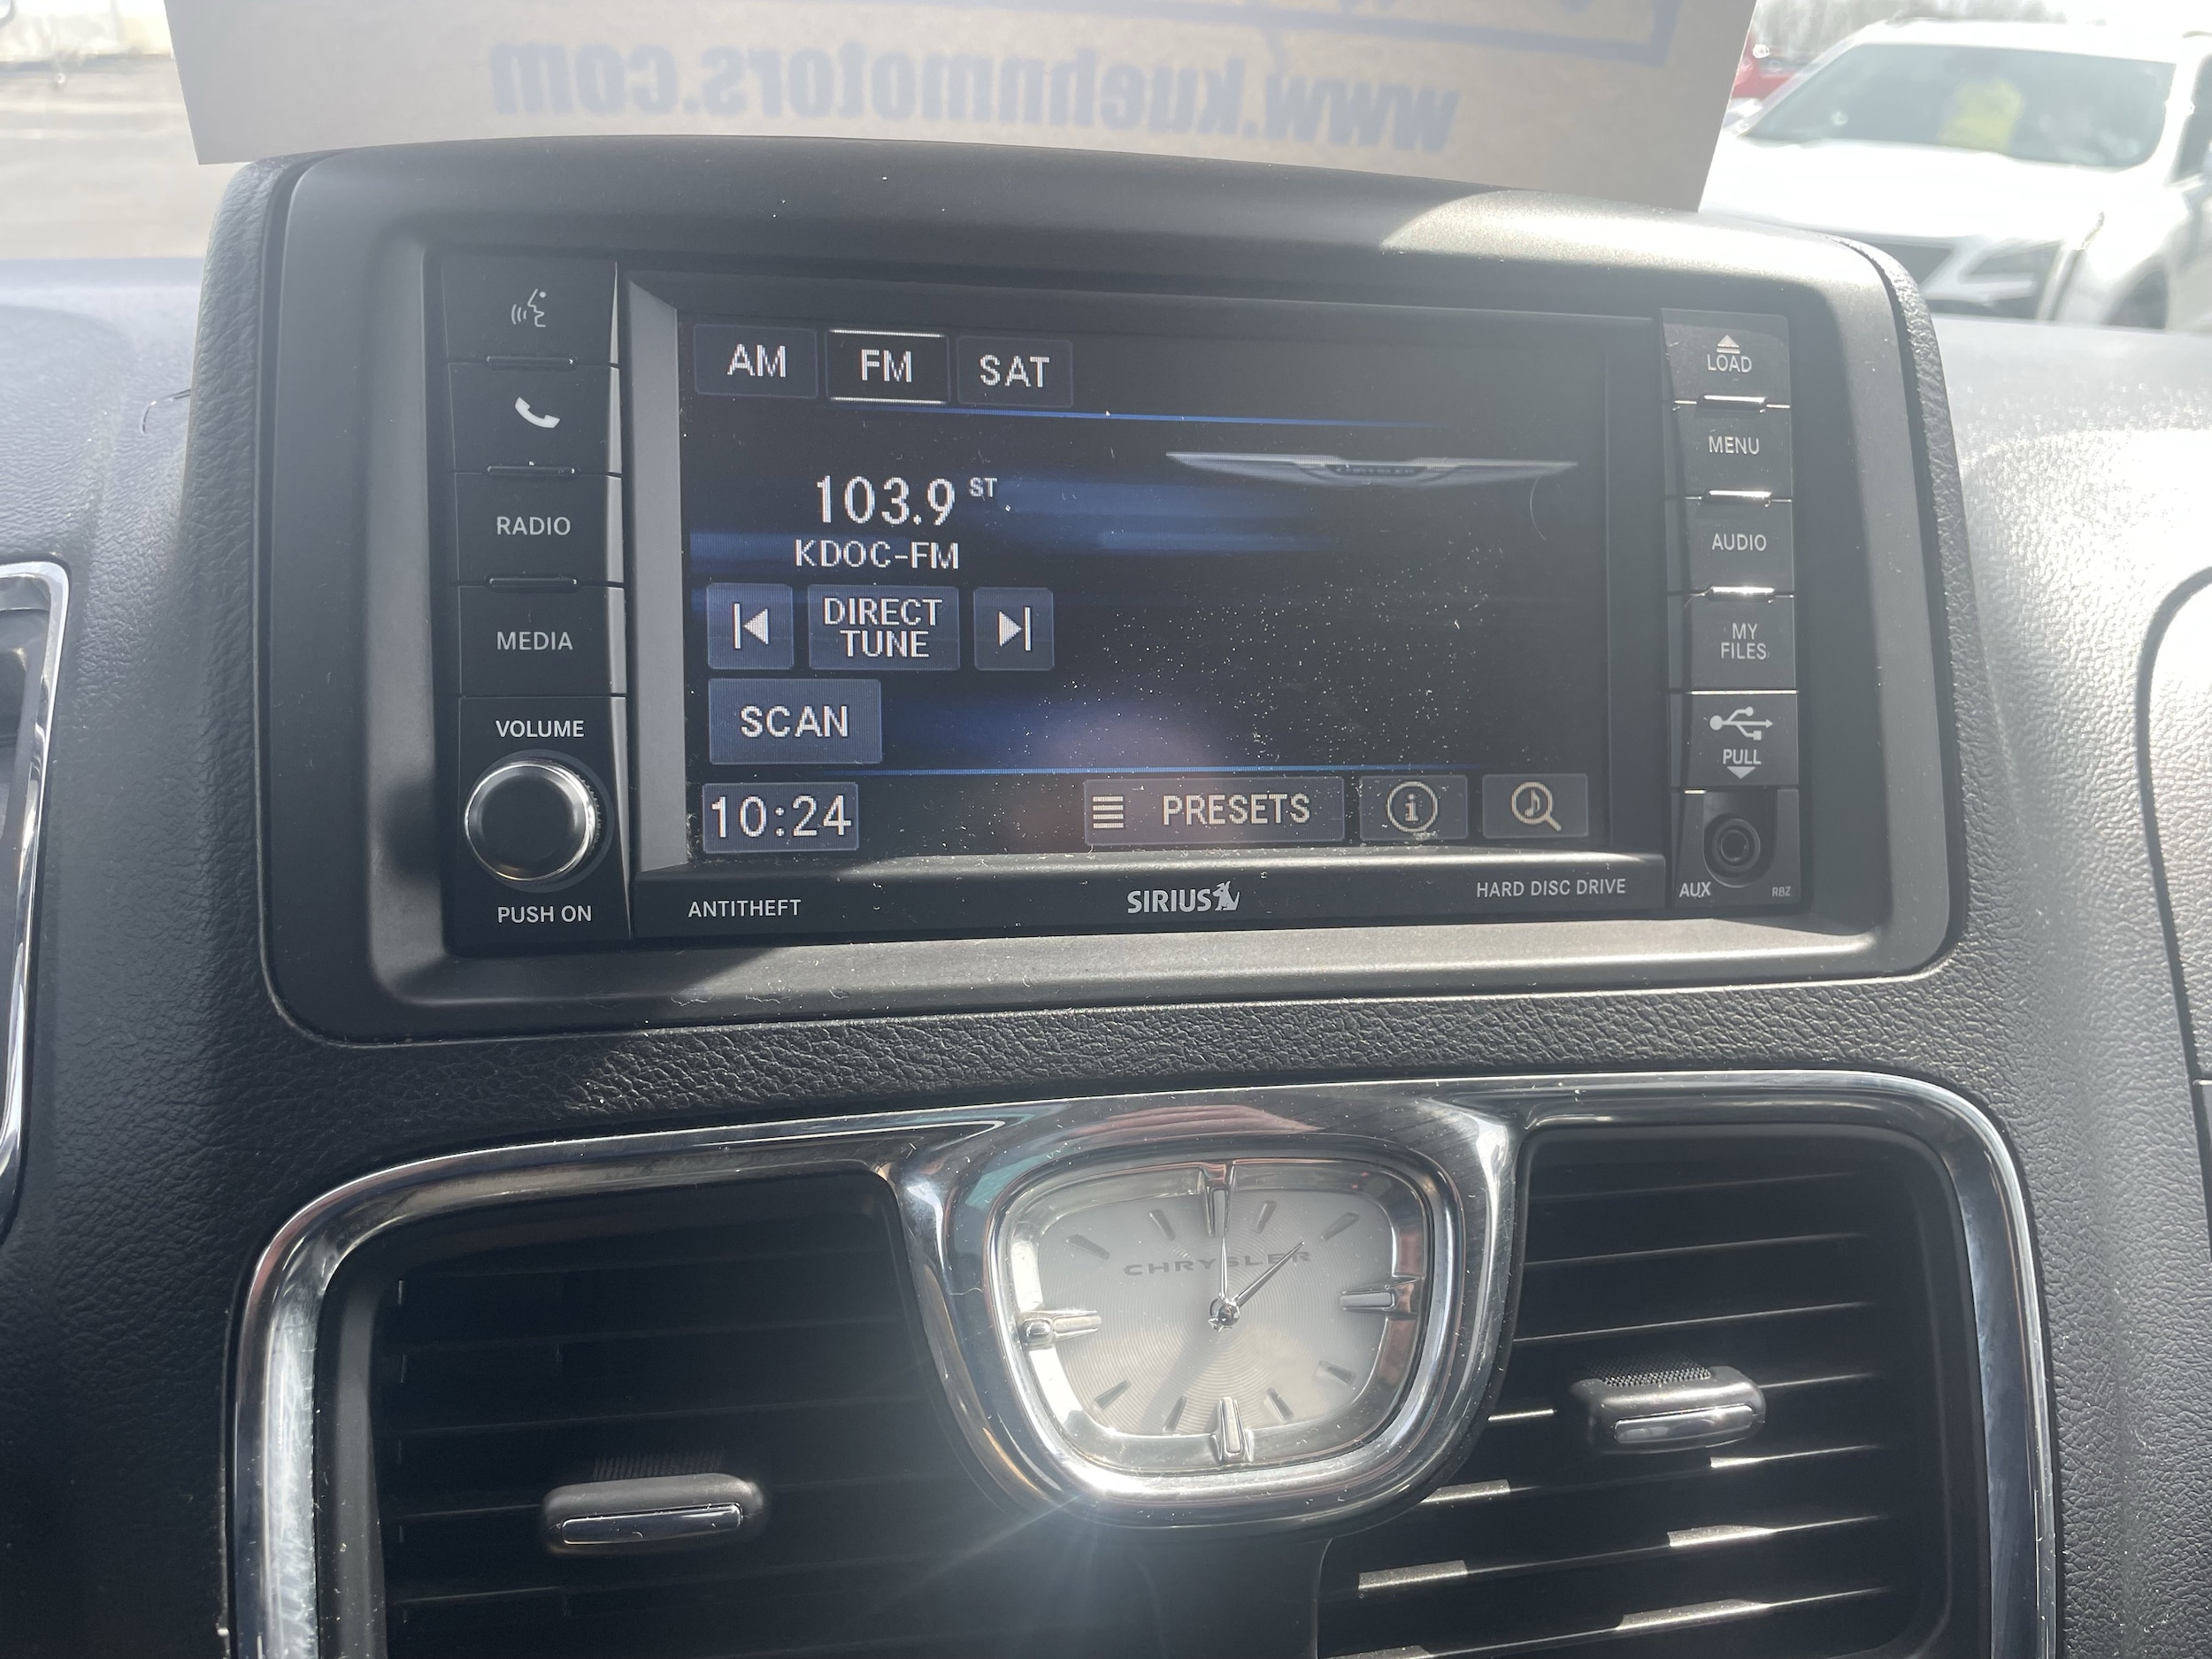 www.kuehnmotors.com
AM FM SAT
103.9 ST
KDOC-FM
DIRECT
TUNE
SCAN
10:24
PRESETS
i
RADIO
MEDIA
VOLUME
PUSH ON
ANTITHEFT
SIRIUS
HARD DISC DRIVE
LOAD
MENU
AUDIO
MY
FILES
PULL
AUX
RBZ
CHRYSLER
CHRYSLER